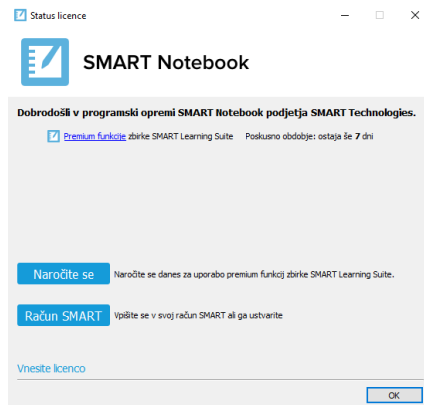 Status licence
SMART Notebook
Dobrodošli v programski opremi SMART Notebook podjetja SMART Technologies.
Premium funkcije zbirke SMART Learning Suite Poskusno obdobje: ostaja še 7 dni
Naročite se Naročite se danes za uporabo premium funkcij zbirke SMART Learning Suite.
Račun SMART Vpišite se v svoj račun SMART ali ga ustvarite
Vnesite licenco
OK